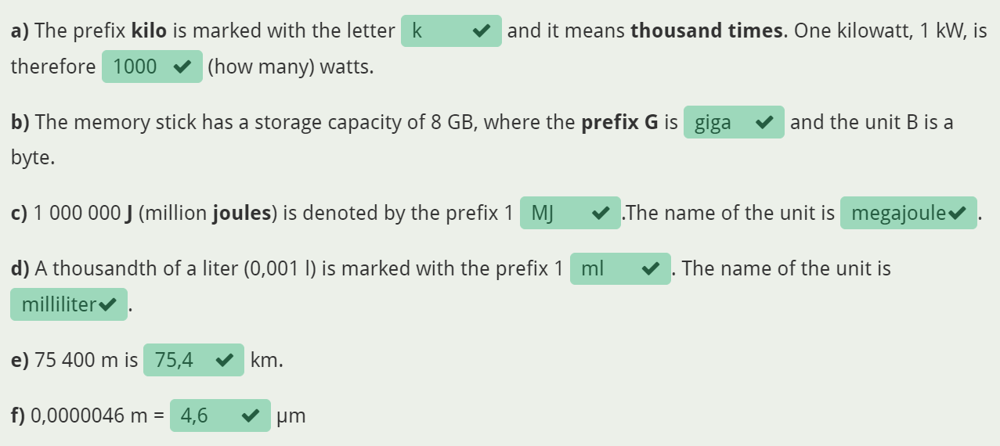 a) The prefix kilo is marked with the letter k ✔ and it means thousand times. One kilowatt, 1 kW, is
therefore 1000 ✔ (how many) watts.
b) The memory stick has a storage capacity of 8 GB, where the prefix G is giga ✔ and the unit B is a
byte.
c) 1 000 000 J (million joules) is denoted by the prefix 1 MJ ✔ .The name of the unit is megajoule ✔ .
d) A thousandth of a liter (0,001 l) is marked with the prefix 1 ml ✔ . The name of the unit is
milliliter ✔ .
e) 75 400 m is 75,4 ✔ km.
f) 0,0000046 m = 4,6 ✔ μm